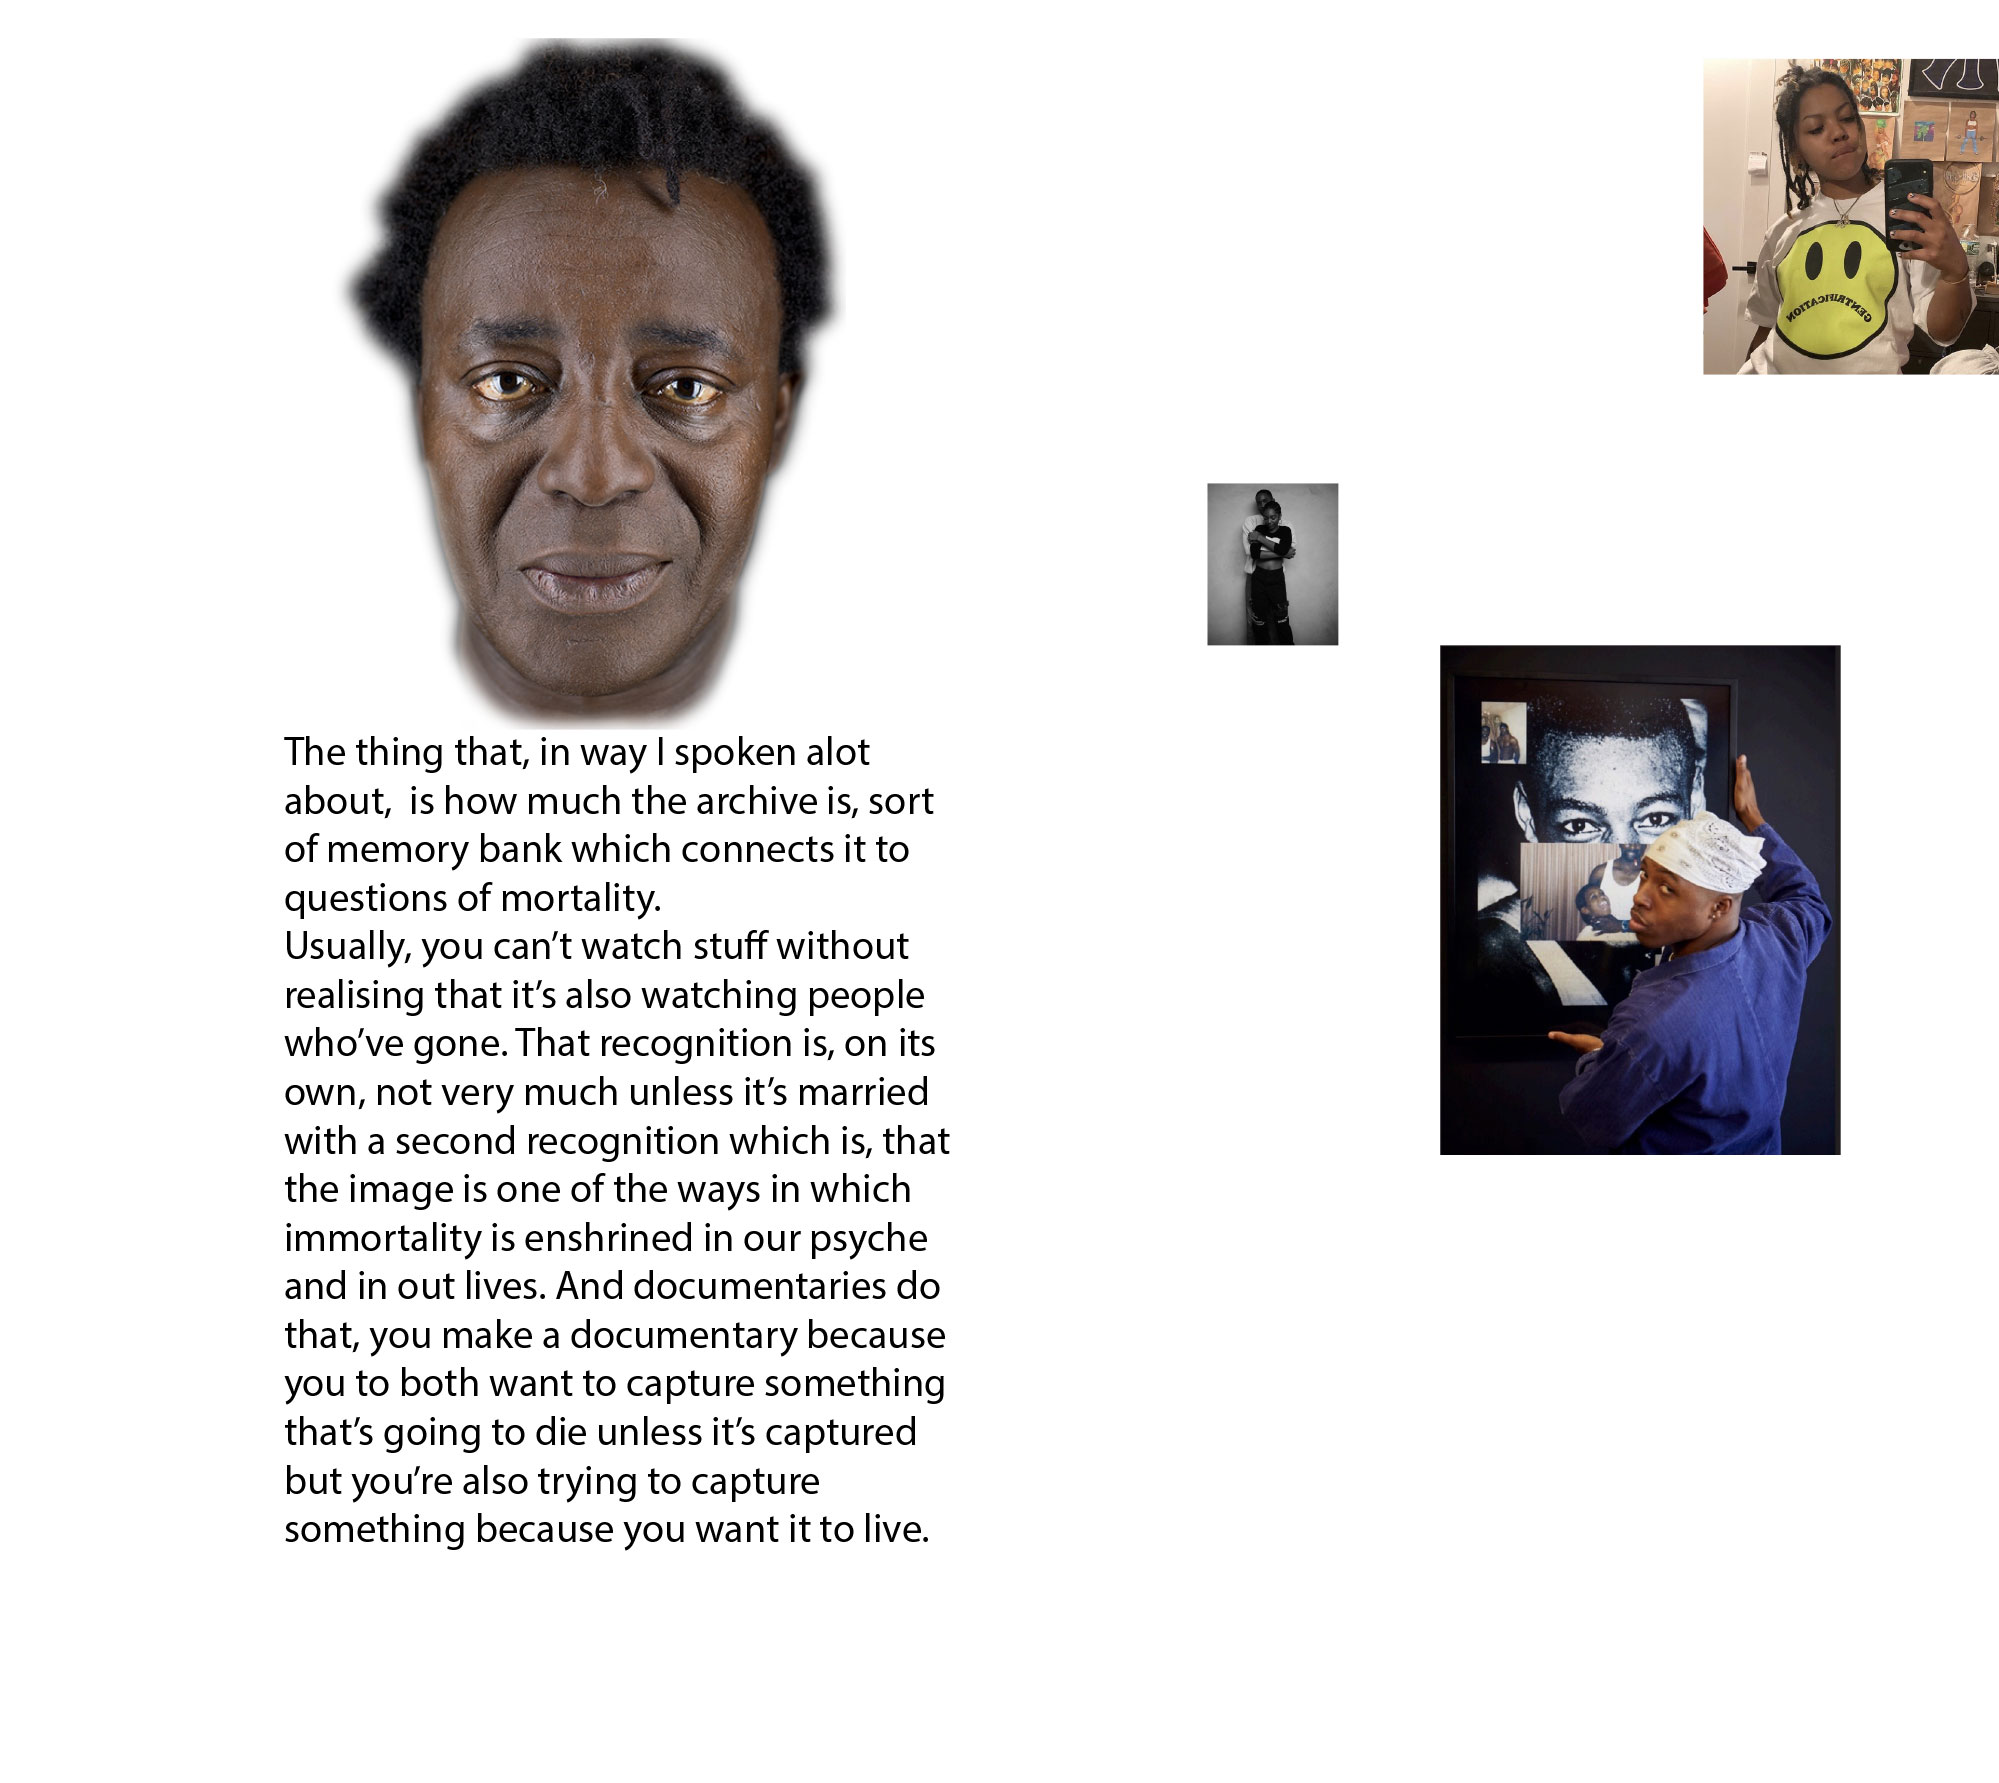 The thing that, in way I spoken alot
about,  is how much the archive is, sort
of memory bank which connects it to
questions of mortality.
Usually, you can’t watch stuff without
realising that it’s also watching people
who’ve gone. That recognition is, on its
own, not very much unless it’s married
with a second recognition which is, that
the image is one of the ways in which
immortality is enshrined in our psyche
and in out lives. And documentaries do
that, you make a documentary because
you to both want to capture something
that’s going to die unless it’s captured
but you’re also trying to capture
something because you want it to live.
GENTRIFICATION